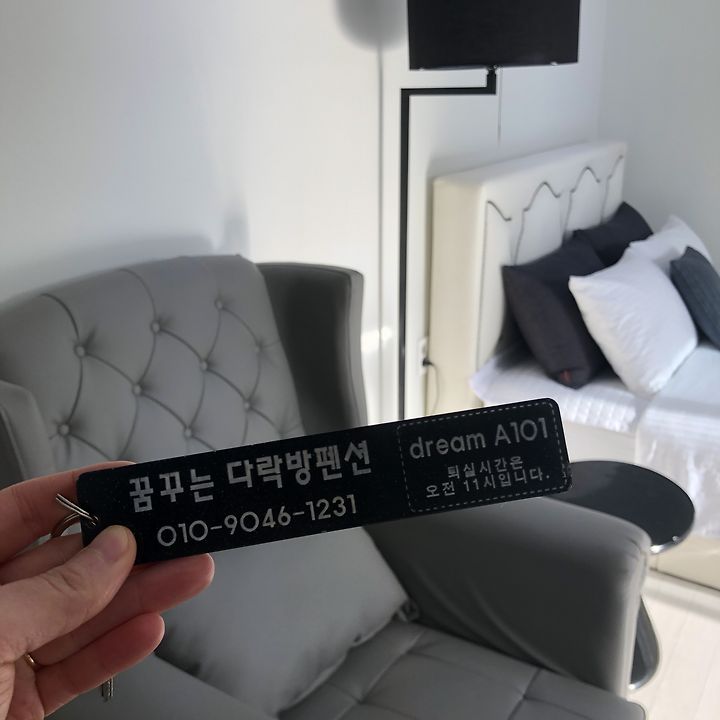 꿈꾸는 다락방펜션
010-9046-1231
dream A101
퇴실시간은
오전 11시입니다.